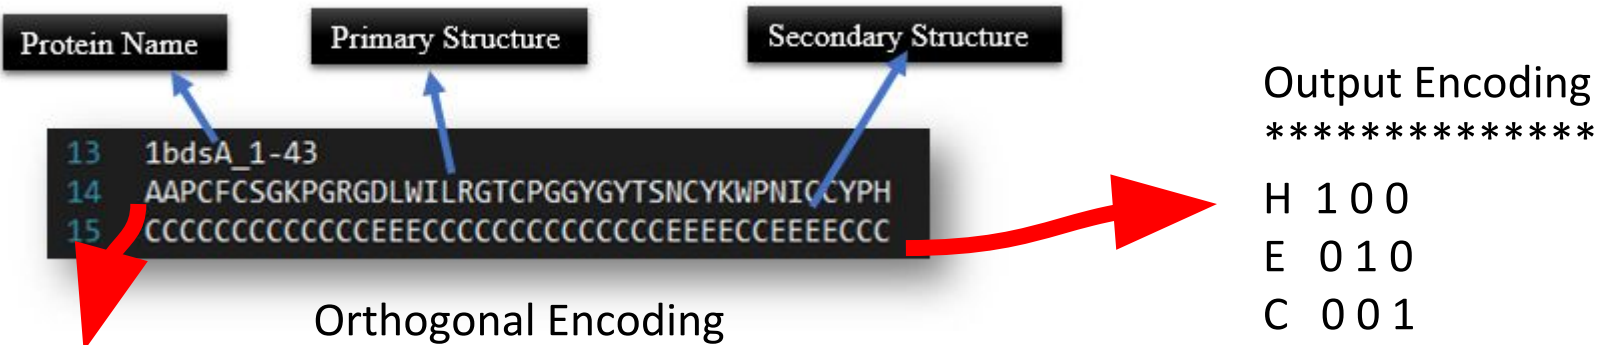 Protein Name
Primary Structure
Secondary Structure
13 1bdsA_1-43
14 AAPCFCSGKPGRGDLWILRGTCPGGYGYTSNCYKWPNICCYPH
15 CCCCCCCCCCCCCEEECCCCCCCCCCCCCCEEEECCEEEECCC
Orthogonal Encoding
Output Encoding
**************
H 1 0 0
E 0 1 0
C 0 0 1